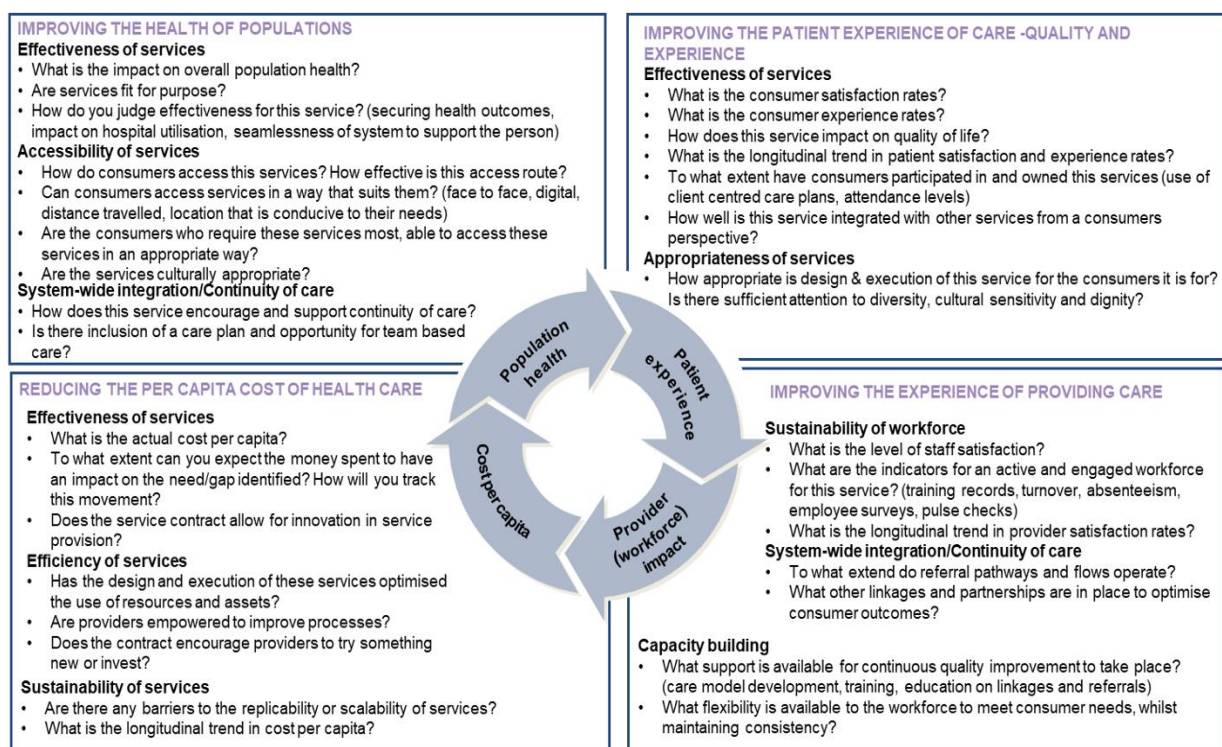 IMPROVING THE HEALTH OF POPULATIONS
Effectiveness of services
• What is the impact on overall population health?
• Are services fit for purpose?
• How do you judge effectiveness for this service? (securing health outcomes,
impact on hospital utilisation, seamlessness of system to support the person)
Accessibility of services
• How do consumers access this services? How effective is this access route?
• Can consumers access services in a way that suits them? (face to face, digital,
distance travelled, location that is conducive to their needs)
• Are the consumers who require these services most, able to access these
services in an appropriate way?
• Are the services culturally appropriate?
System-wide integration/Continuity of care
• How does this service encourage and support continuity of care?
• Is there inclusion of a care plan and opportunity for team based
care?
IMPROVING THE PATIENT EXPERIENCE OF CARE -QUALITY AND
EXPERIENCE
Effectiveness of services
• What is the consumer satisfaction rates?
• What is the consumer experience rates?
• How does this service impact on quality of life?
• What is the longitudinal trend in patient satisfaction and experience rates?
• To what extent have consumers participated in and owned this services (use of
client centred care plans, attendance levels)
• How well is this service integrated with other services from a consumers
perspective?
Appropriateness of services
• How appropriate is design & execution of this service for the consumers it is for?
Is there sufficient attention to diversity, cultural sensitivity and dignity?
Population
health
Patient
experience
Provider
(workforce)
impact
Cost per capita
REDUCING THE PER CAPITA COST OF HEALTH CARE
Effectiveness of services
• What is the actual cost per capita?
• To what extent can you expect the money spent to have
an impact on the need/gap identified? How will you track
this movement?
• Does the service contract allow for innovation in service
provision?
Efficiency of services
• Has the design and execution of these services optimised
the use of resources and assets?
• Are providers empowered to improve processes?
• Does the contract encourage providers to try something
new or invest?
Sustainability of services
• Are there any barriers to the replicability or scalability of services?
• What is the longitudinal trend in cost per capita?
IMPROVING THE EXPERIENCE OF PROVIDING CARE
Sustainability of workforce
• What is the level of staff satisfaction?
• What are the indicators for an active and engaged workforce
for this service? (training records, turnover, absenteeism,
employee surveys, pulse checks)
• What is the longitudinal trend in provider satisfaction rates?
System-wide integration/Continuity of care
• To what extend do referral pathways and flows operate?
• What other linkages and partnerships are in place to optimise
consumer outcomes?
Capacity building
• What support is available for continuous quality improvement to take place?
(care model development, training, education on linkages and referrals)
• What flexibility is available to the workforce to meet consumer needs, whilst
maintaining consistency?